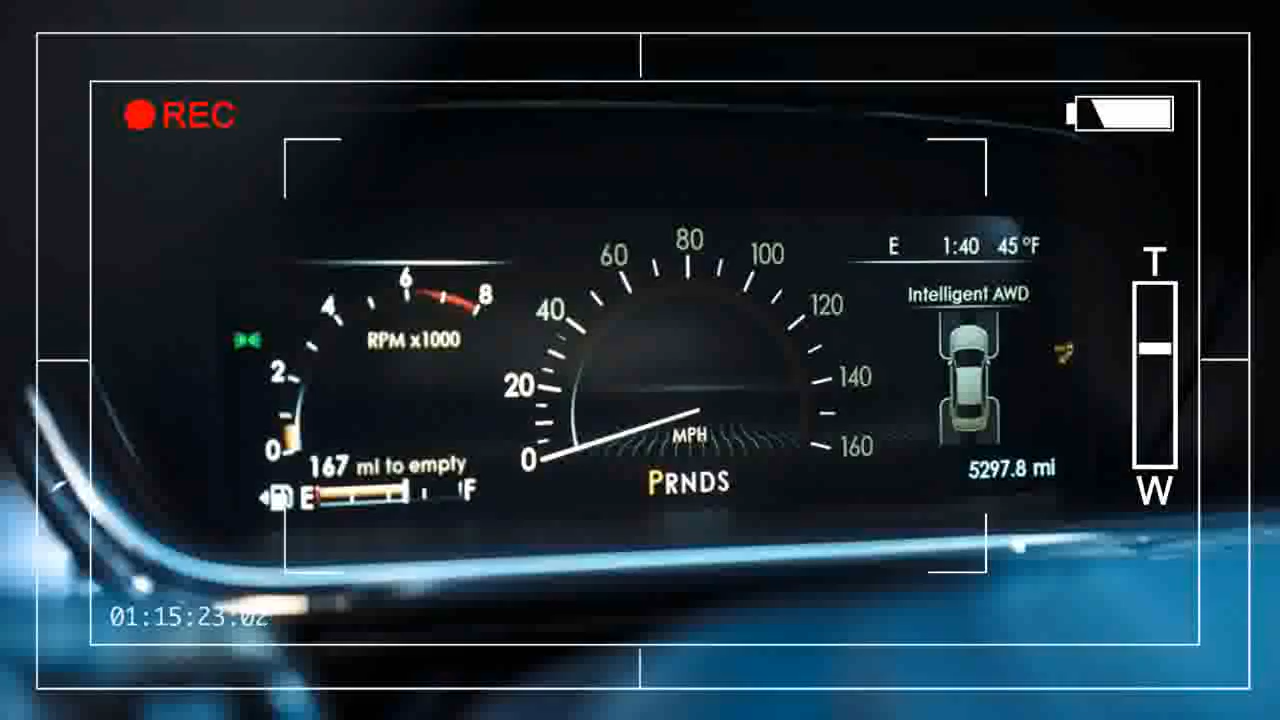 REC
E 1:40 45 °F
Intelligent AWD
0 2 4 6 8
RPM x1000
0 20 40 60 80 100 120 140 160
MPH
167 mi to empty
E F
PRNDS
5297.8 mi
T
W
01:15:23:02